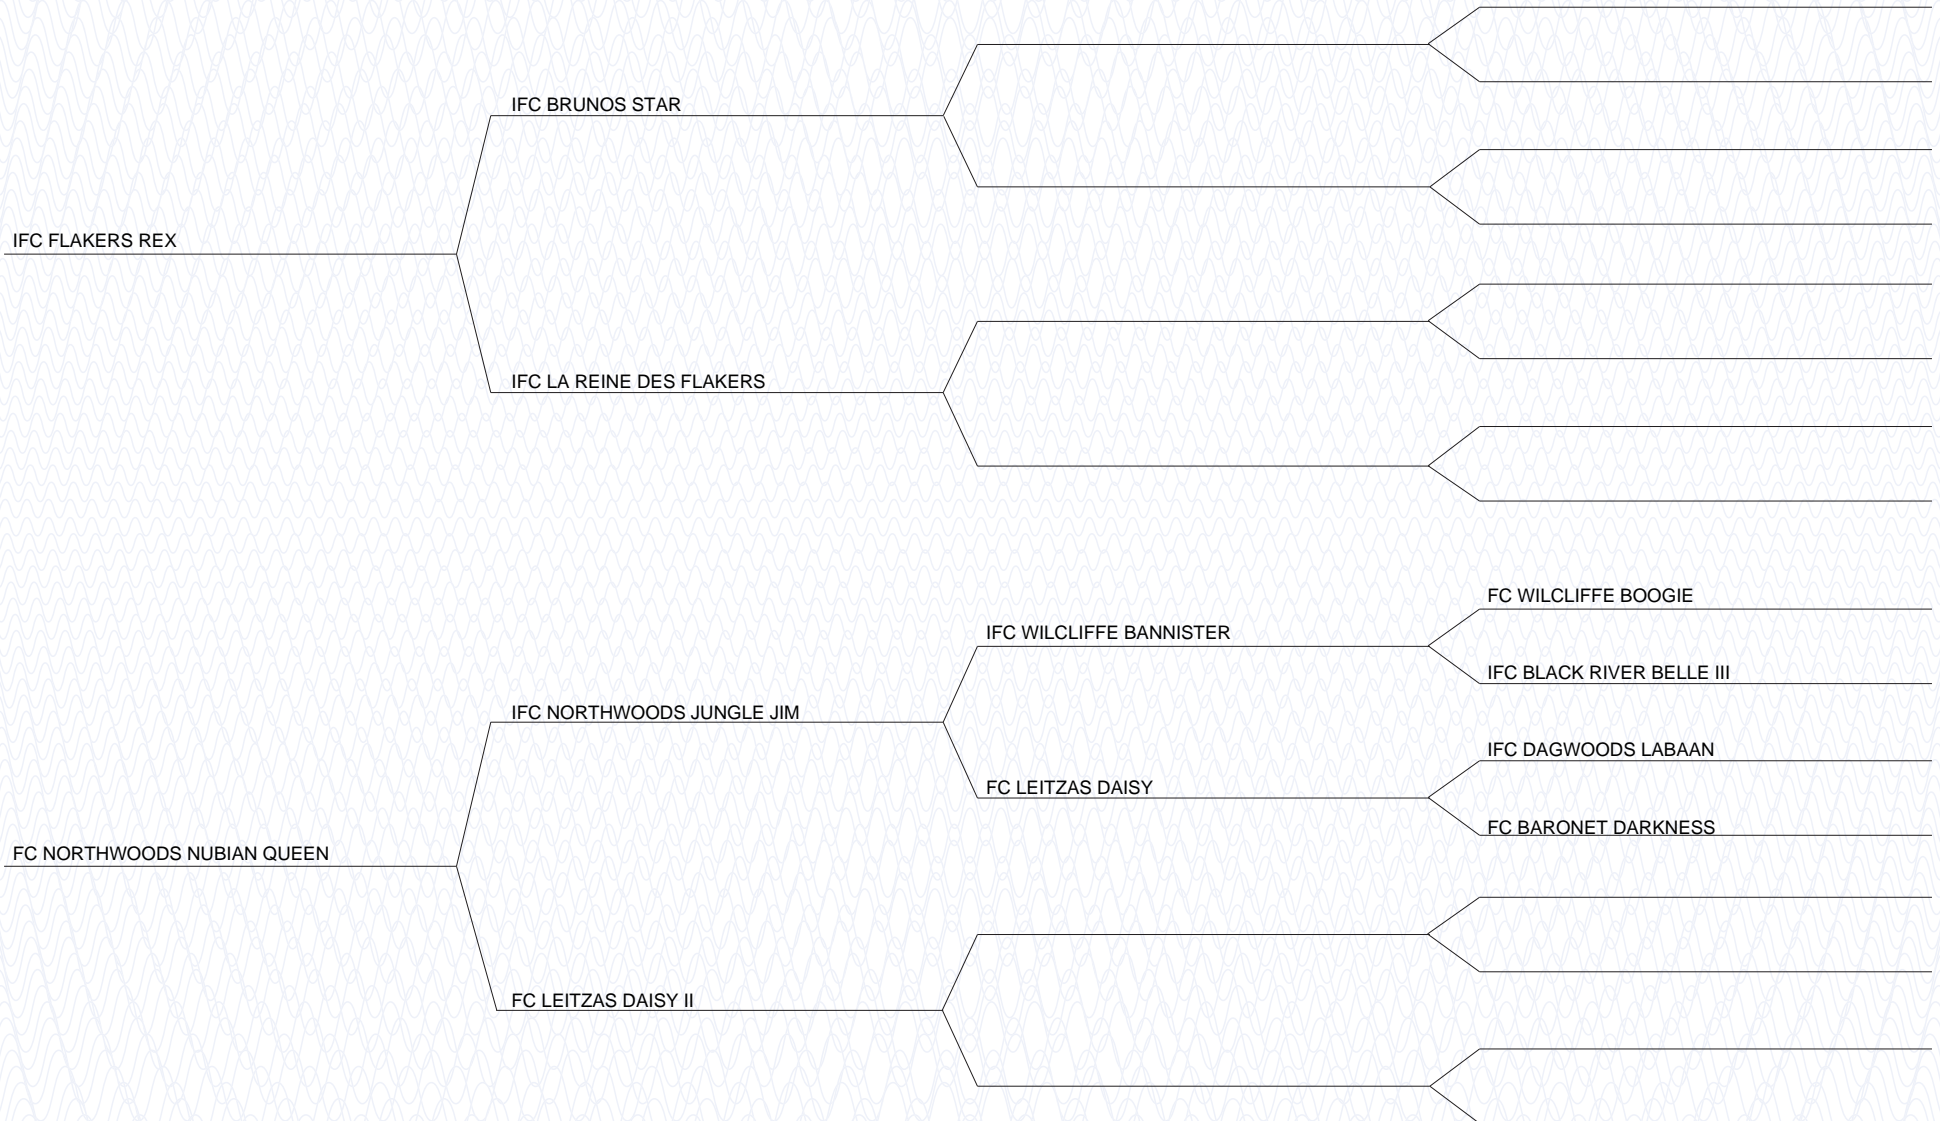 IFC BRUNOS STAR
IFC FLAKERS REX
IFC LA REINE DES FLAKERS
FC WILCLIFFE BOOGIE
IFC WILCLIFFE BANNISTER
IFC BLACK RIVER BELLE III
IFC NORTHWOODS JUNGLE JIM
IFC DAGWOODS LABAAN
FC LEITZAS DAISY
FC BARONET DARKNESS
FC NORTHWOODS NUBIAN QUEEN
FC LEITZAS DAISY II